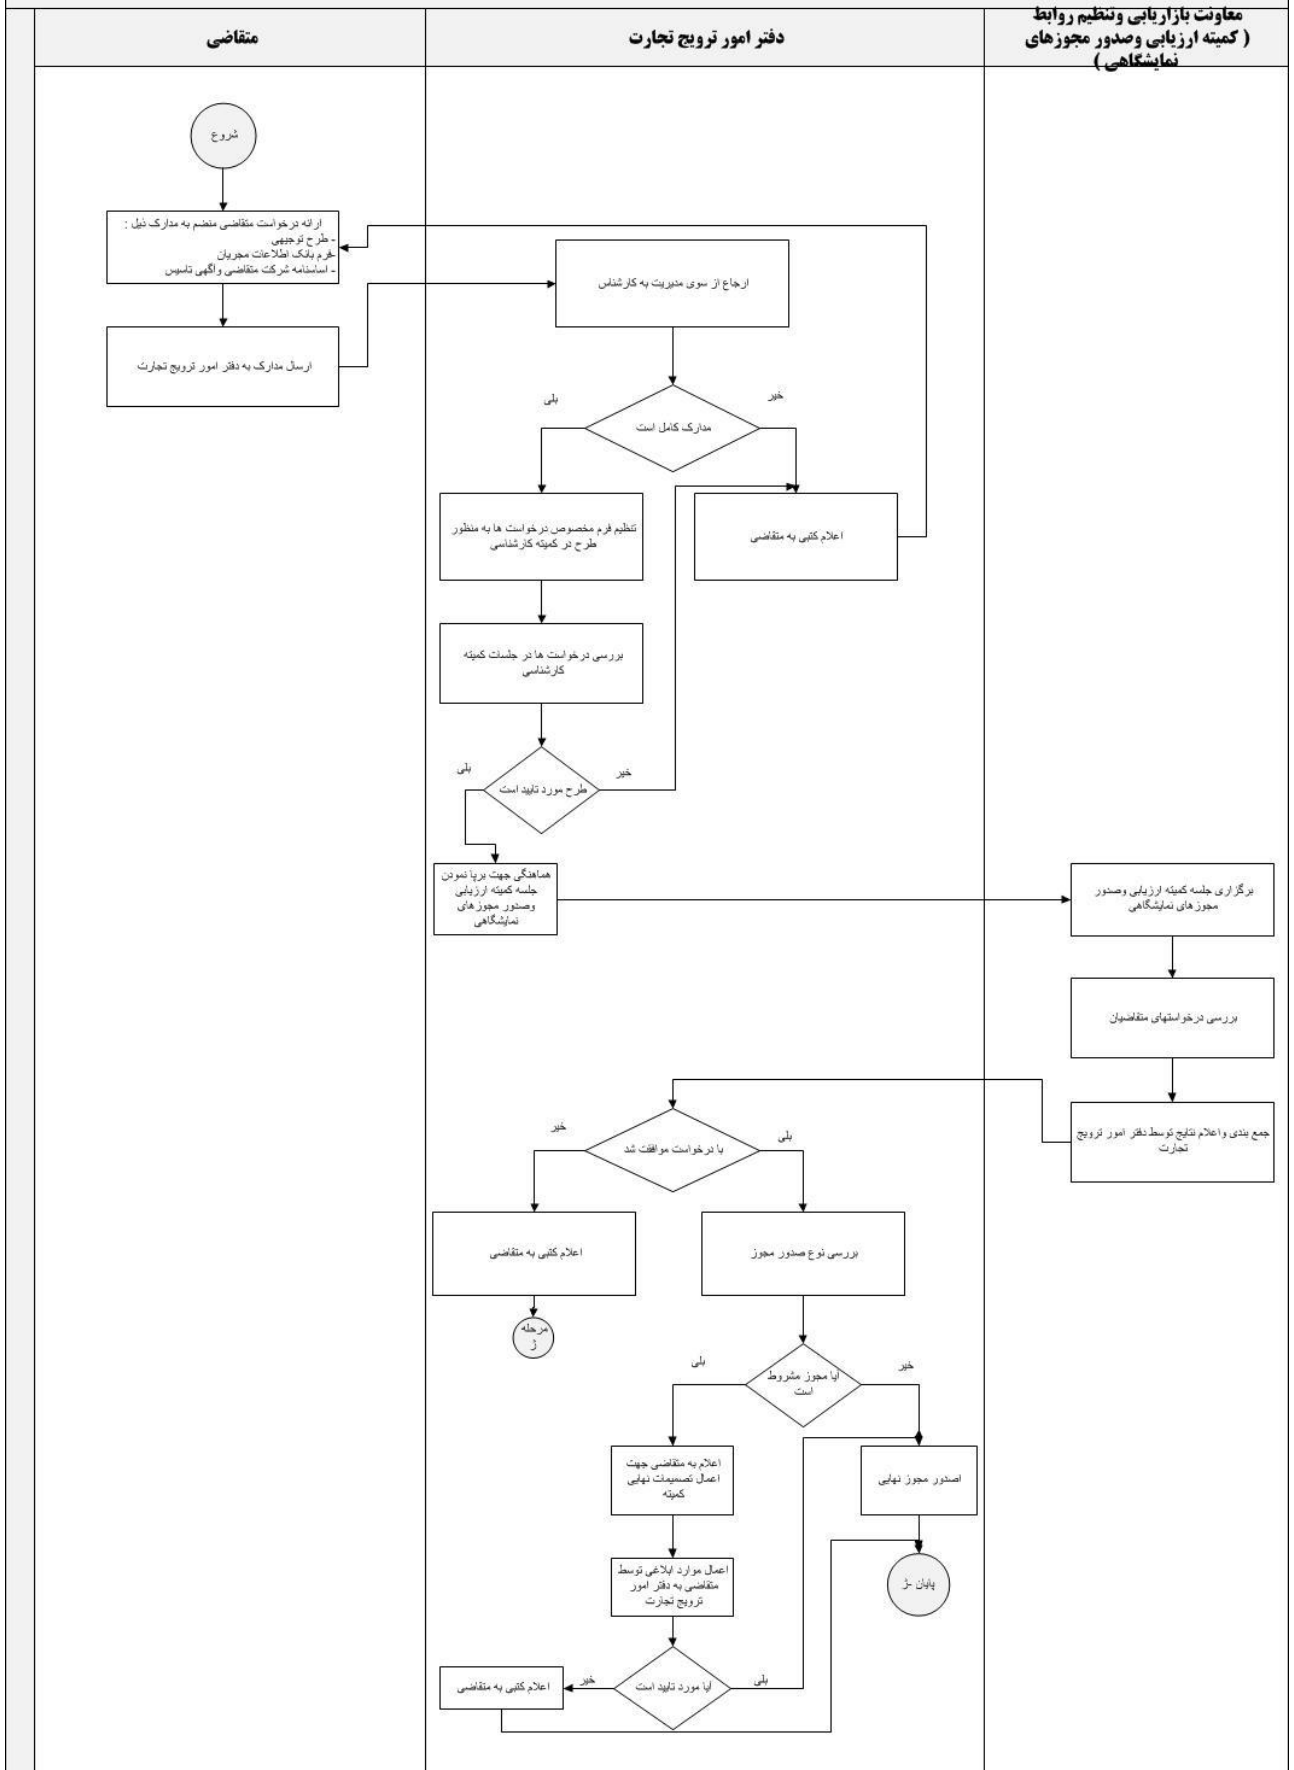 معاونت بازاریابی وتنظیم روابط
( کمیته ارزیابی وصدور مجوزهای
نمایشگاهی )
دفتر امور ترویج تجارت
متقاضی
شروع
ارائه درخواست متقاضی منضم به مدارک ذیل :
- طرح توجیهی
-فرم بانک اطلاعات مجریان
- اساسنامه شرکت متقاضی واگهی تاسیس
ارسال مدارک به دفتر امور ترویج تجارت
ارجاع از سوی مدیریت به کارشناس
مدارک کامل است
خیر
بلی
اعلام کتبی به متقاضی
تنظیم فرم مخصوص درخواست ها به منظور
طرح در کمیته کارشناسی
بررسی درخواست ها در جلسات کمیته
کارشناسی
طرح مورد تایید است
خیر
بلی
هماهنگی جهت برپا نمودن
جلسه کمیته ارزیابی
وصدور مجوزهای
نمایشگاهی
برگزاری جلسه کمیته ارزیابی وصدور
مجوزهای نمایشگاهی
بررسی درخواستهای متقاضیان
جمع بندی واعلام نتایج توسط دفتر امور ترویج
تجارت
با درخواست موافقت شد
بلی
خیر
بررسی نوع صدور مجوز
اعلام کتبی به متقاضی
مرحله
ژ
آیا مجوز مشروط
است
خیر
بلی
اصدور مجوز نهایی
اعلام به متقاضی جهت
اعمال تصمیمات نهایی
کمیته
اعمال موارد ابلاغی توسط
متقاضی به دفتر امور
ترویج تجارت
پایان -ژ
آیا مورد تایید است
بلی
خیر
اعلام کتبی به متقاضی